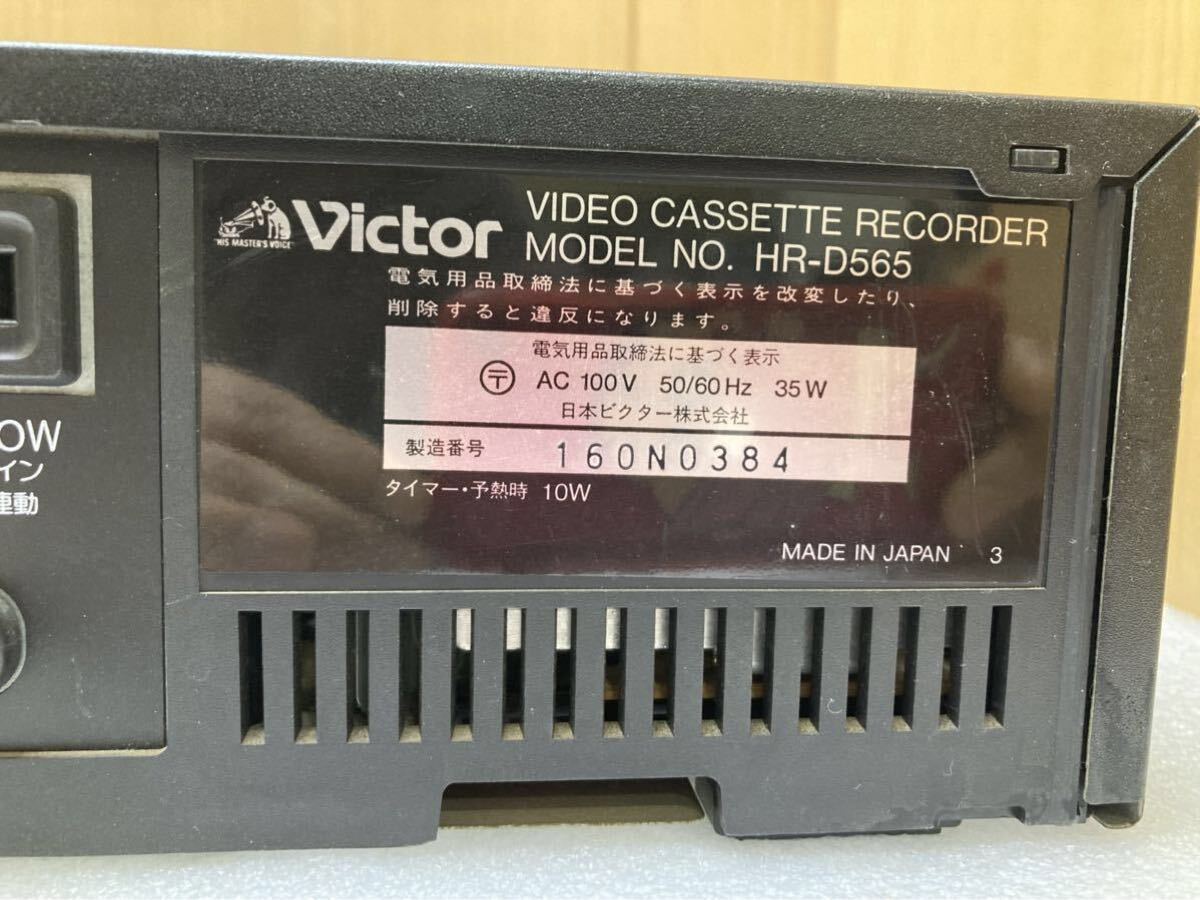 "HIS MASTER'S VOICE"
Victor
VIDEO CASSETTE RECORDER
MODEL NO. HR-D565
電気用品取締法に基づく表示を改変したり、
削除すると違反になります。
電気用品取締法に基づく表示
〒 AC 100V 50/60Hz 35W
日本ビクター株式会社
製造番号 160N0384
タイマー・予熱時 10W
MADE IN JAPAN 3
OW
イン
連動